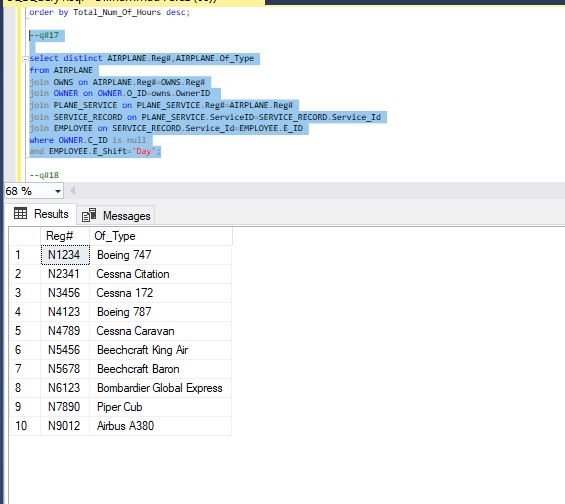 order by Total_Num_Of_Hours desc;
--q#17
select distinct AIRPLANE.Reg#,AIRPLANE.Of_Type
from AIRPLANE
join OWNS on AIRPLANE.Reg#=OWNS.Reg#
join OWNER on OWNER.O_ID=owns.OwnerID
join PLANE_SERVICE on PLANE_SERVICE.Reg#=AIRPLANE.Reg#
join SERVICE_RECORD on PLANE_SERVICE.ServiceID=SERVICE_RECORD.Service_Id
join EMPLOYEE on SERVICE_RECORD.Service_Id=EMPLOYEE.E_ID
where OWNER.C_ID is null
and EMPLOYEE.E_Shift='Day';
--q#18
68 %
Results Messages
Reg# Of_Type
1 N1234 Boeing 747
2 N2341 Cessna Citation
3 N3456 Cessna 172
4 N4123 Boeing 787
5 N4789 Cessna Caravan
6 N5456 Beechcraft King Air
7 N5678 Beechcraft Baron
8 N6123 Bombardier Global Express
9 N7890 Piper Cub
10 N9012 Airbus A380